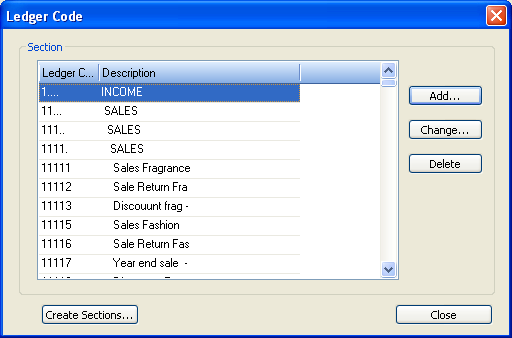 Ledger Code
Section
Ledger C... Description
1.... INCOME
11... SALES
111.. SALES
1111. SALES
11111 Sales Fragrance
11112 Sale Return Fra
11113 Discouunt frag -
11115 Sales Fashion
11116 Sale Return Fas
11117 Year end sale -
Add...
Change...
Delete
Create Sections...
Close